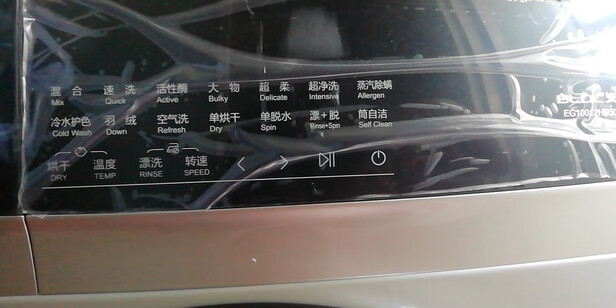 混合 速洗 活性酶 大物 超柔 超净洗 蒸汽除螨
Mix Quick Active Bulky Delicate Intensive Allergen
冷水护色 羽绒 空气洗 单烘干 单脱水 漂+脱 筒自洁
Cold Wash Down Refresh Dry Spin Rinse+Spin Self Clean
烘干 温度 漂洗 转速
DRY TEMP RINSE SPEED